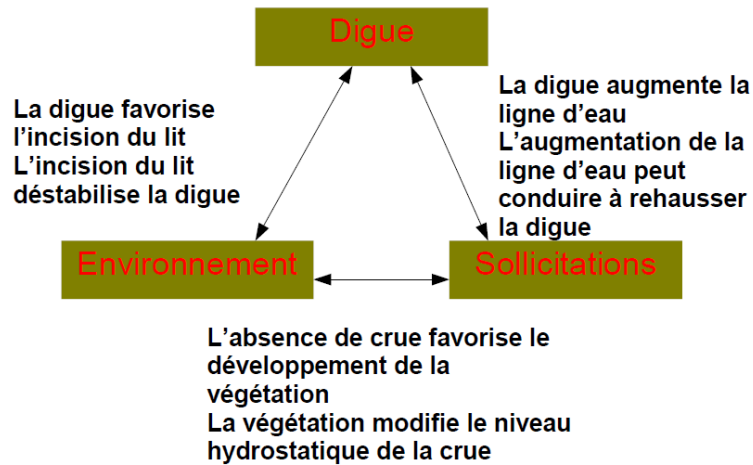 Digue
La digue favorise
l'incision du lit
L'incision du lit
déstabilise la digue
La digue augmente la
ligne d'eau
L'augmentation de la
ligne d'eau peut
conduire à rehausser
la digue
Environnement
Sollicitations
L'absence de crue favorise le
développement de la
végétation
La végétation modifie le niveau
hydrostatique de la crue